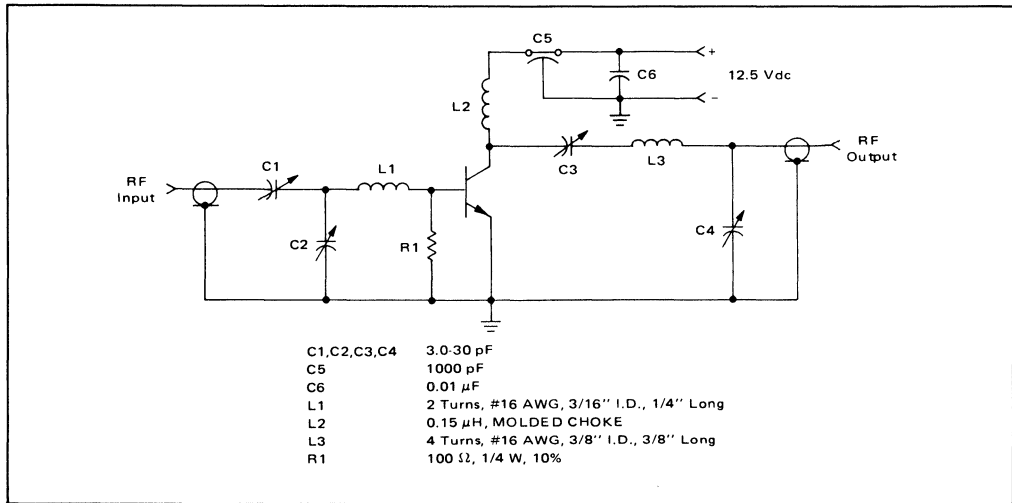 C5
+
C6
12.5 Vdc
−
L2
C1
L1
C3
L3
RF
Output
RF
Input
C2
R1
C4
C1,C2,C3,C4 3.0-30 pF
C5 1000 pF
C6 0.01 μF
L1 2 Turns, #16 AWG, 3/16'' I.D., 1/4'' Long
L2 0.15 μH, MOLDED CHOKE
L3 4 Turns, #16 AWG, 3/8'' I.D., 3/8'' Long
R1 100 Ω, 1/4 W, 10%